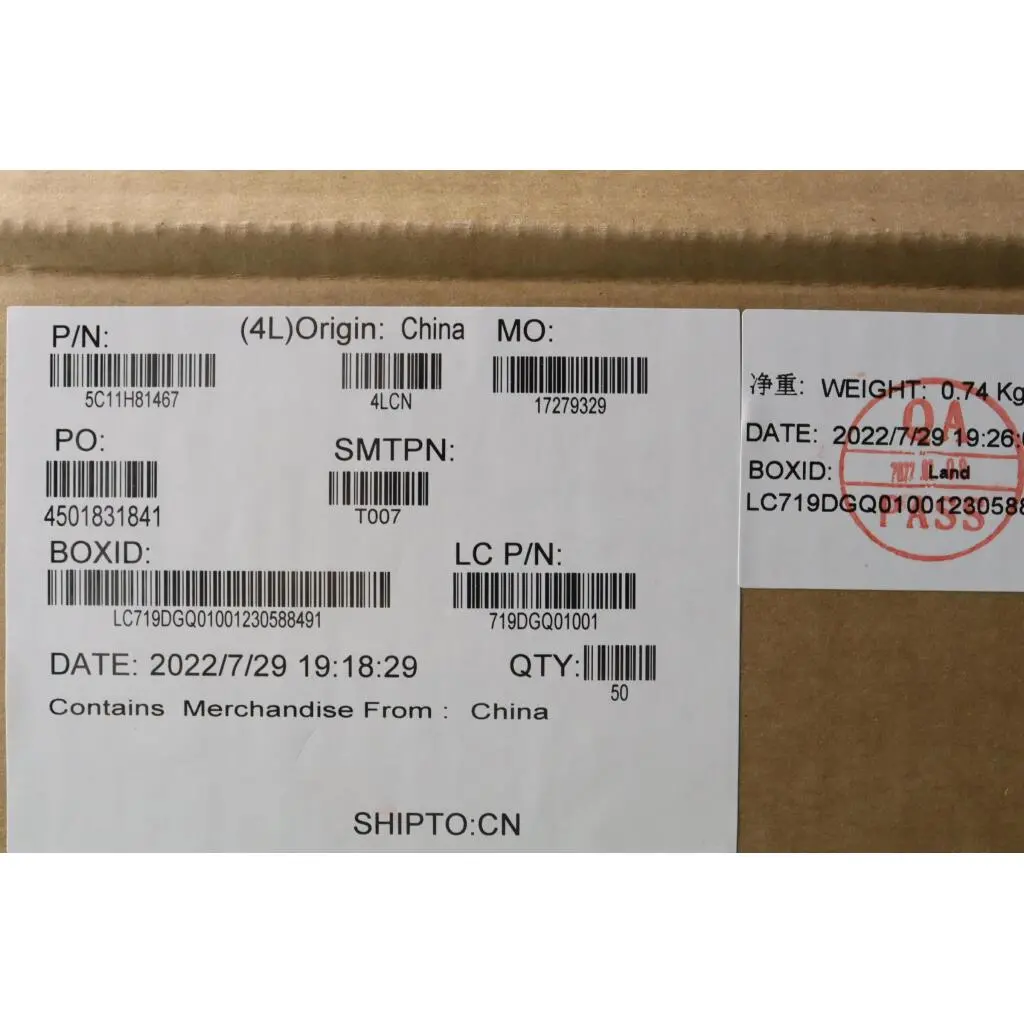 P/N:
(4L)Origin: China
MO:
5C11H81467
4LCN
17279329
PO:
SMTPN:
4501831841
T007
BOXID:
LC P/N:
LC719DGQ01001230588491
719DGQ01001
DATE: 2022/7/29 19:18:29
QTY:
50
Contains Merchandise From : China
SHIPTO:CN
净重: WEIGHT: 0.74 Kg
DATE: 2022/7/29 19:26:
BOXID: Land
LC719DGQ0100123058
QA
PASS